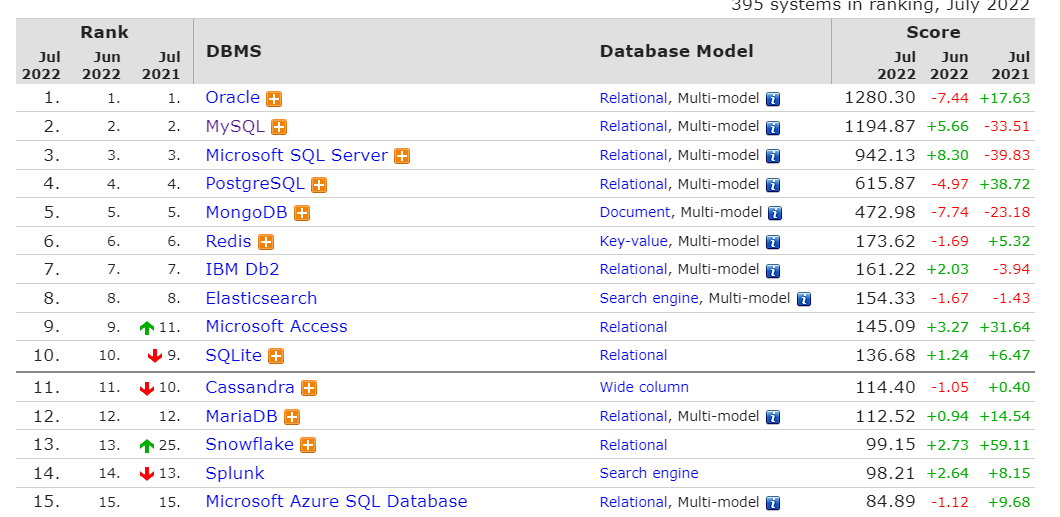 395 systems in ranking, July 2022
Rank DBMS Database Model Score
Jul 2022 Jun 2022 Jul 2021 Jul 2022 Jun 2022 Jul 2021
1. 1. 1. Oracle Relational, Multi-model 1280.30 -7.44 +17.63
2. 2. 2. MySQL Relational, Multi-model 1194.87 +5.66 -33.51
3. 3. 3. Microsoft SQL Server Relational, Multi-model 942.13 +8.30 -39.83
4. 4. 4. PostgreSQL Relational, Multi-model 615.87 -4.97 +38.72
5. 5. 5. MongoDB Document, Multi-model 472.98 -7.74 -23.18
6. 6. 6. Redis Key-value, Multi-model 173.62 -1.69 +5.32
7. 7. 7. IBM Db2 Relational, Multi-model 161.22 +2.03 -3.94
8. 8. 8. Elasticsearch Search engine, Multi-model 154.33 -1.67 -1.43
9. 9. 11. Microsoft Access Relational 145.09 +3.27 +31.64
10. 10. 9. SQLite Relational 136.68 +1.24 +6.47
11. 11. 10. Cassandra Wide column 114.40 -1.05 +0.40
12. 12. 12. MariaDB Relational, Multi-model 112.52 +0.94 +14.54
13. 13. 25. Snowflake Relational 99.15 +2.73 +59.11
14. 14. 13. Splunk Search engine 98.21 +2.64 +8.15
15. 15. 15. Microsoft Azure SQL Database Relational, Multi-model 84.89 -1.12 +9.68